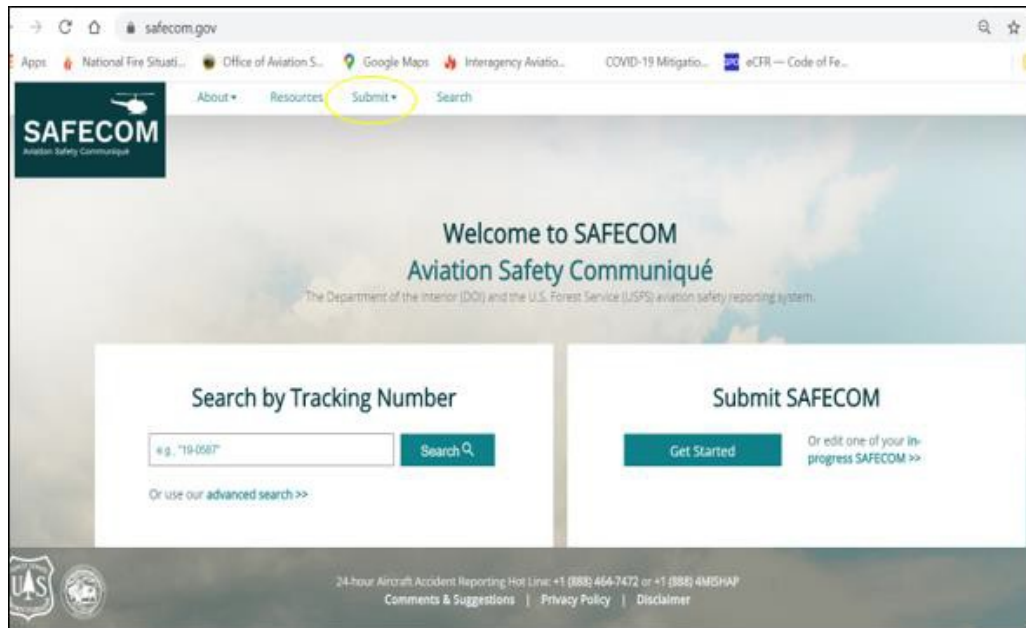 safecom.gov
Apps
National Fire Situati...
Office of Aviation S...
Google Maps
Interagency Aviatio...
COVID-19 Mitigatio...
eCFR — Code of Fe...
SAFECOM
Aviation Safety Communiqué
About
Resources
Submit
Search
Welcome to SAFECOM
Aviation Safety Communiqué
The Department of the Interior (DOI) and the U.S. Forest Service (USFS) aviation safety reporting system.
Search by Tracking Number
e.g., "19-0587"
Search
Or use our advanced search >>
Submit SAFECOM
Get Started
Or edit one of your in-
progress SAFECOM >>
UAS
24-hour Aircraft Accident Reporting Hot Line: +1 (888) 464-7472 or +1 (888) 4MISHAP
Comments & Suggestions | Privacy Policy | Disclaimer